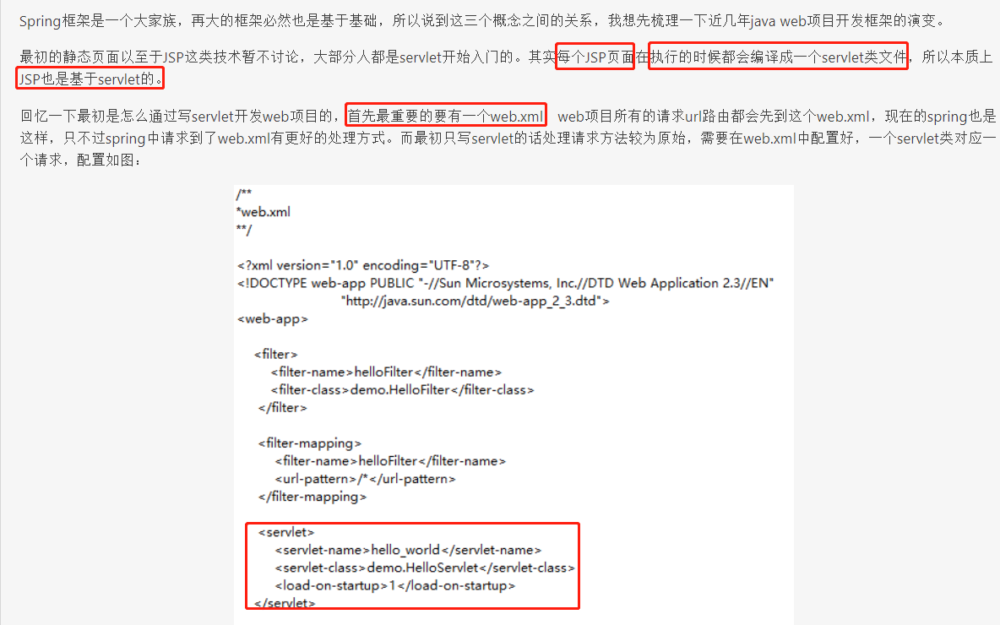 Spring框架是一个大家族，再大的框架必然也是基于基础，所以说到这三个概念之间的关系，我想先梳理一下近几年java web项目开发框架的演变。
最初的静态页面以至于JSP这类技术暂不讨论，大部分人都是servlet开始入门的。其实每个JSP页面在执行的时候都会编译成一个servlet类文件，所以本质上
JSP也是基于servlet的。
回忆一下最初是怎么通过写servlet开发web项目的，首先最重要的要有一个web.xml web项目所有的请求url路由都会先到这个web.xml，现在的spring也是
这样，只不过spring中请求到了web.xml有更好的处理方式。而最初只写servlet的话处理请求方法较为原始，需要在web.xml中配置好，一个servlet类对应一
个请求，配置如图：
/**
*web.xml
**/
<?xml version="1.0" encoding="UTF-8"?>
<!DOCTYPE web-app PUBLIC "-//Sun Microsystems, Inc.//DTD Web Application 2.3//EN"
"http://java.sun.com/dtd/web-app_2_3.dtd">
<web-app>
<filter>
<filter-name>helloFilter</filter-name>
<filter-class>demo.HelloFilter</filter-class>
</filter>
<filter-mapping>
<filter-name>helloFilter</filter-name>
<url-pattern>/*</url-pattern>
</filter-mapping>
<servlet>
<servlet-name>hello_world</servlet-name>
<servlet-class>demo.HelloServlet</servlet-class>
<load-on-startup>1</load-on-startup>
</servlet>